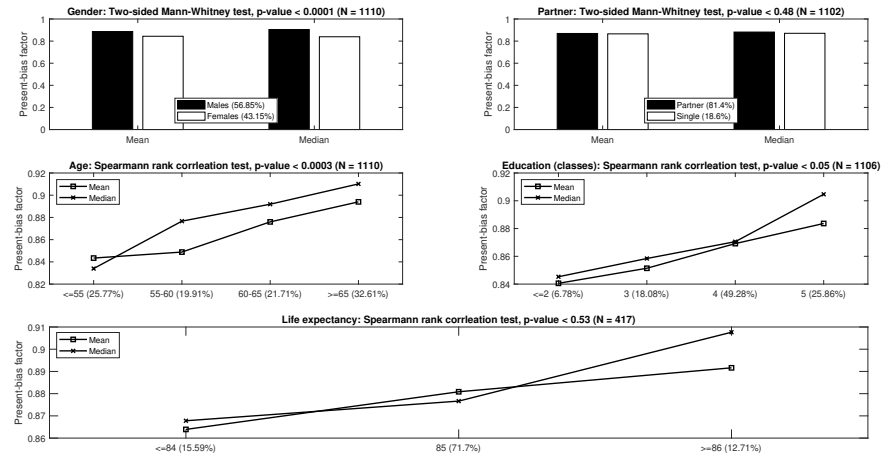 Gender: Two-sided Mann-Whitney test, p-value < 0.0001 (N = 1110)
Present-bias factor
1
0.8
0.6
0.4
0.2
0
Males (56.85%)
Females (43.15%)
Mean
Median
Partner: Two-sided Mann-Whitney test, p-value < 0.48 (N = 1102)
Present-bias factor
1
0.8
0.6
0.4
0.2
0
Partner (81.4%)
Single (18.6%)
Mean
Median
Age: Spearmann rank corrleation test, p-value < 0.0003 (N = 1110)
Present-bias factor
0.92
0.9
0.88
0.86
0.84
0.82
Mean
Median
<=55 (25.77%)
55-60 (19.91%)
60-65 (21.71%)
>=65 (32.61%)
Education (classes): Spearmann rank corrleation test, p-value < 0.05 (N = 1106)
Present-bias factor
0.92
0.9
0.88
0.86
0.84
Mean
Median
<=2 (6.78%)
3 (18.08%)
4 (49.28%)
5 (25.86%)
Life expectancy: Spearmann rank corrleation test, p-value < 0.53 (N = 417)
Present-bias factor
0.91
0.9
0.89
0.88
0.87
0.86
Mean
Median
<=84 (15.59%)
85 (71.7%)
>=86 (12.71%)